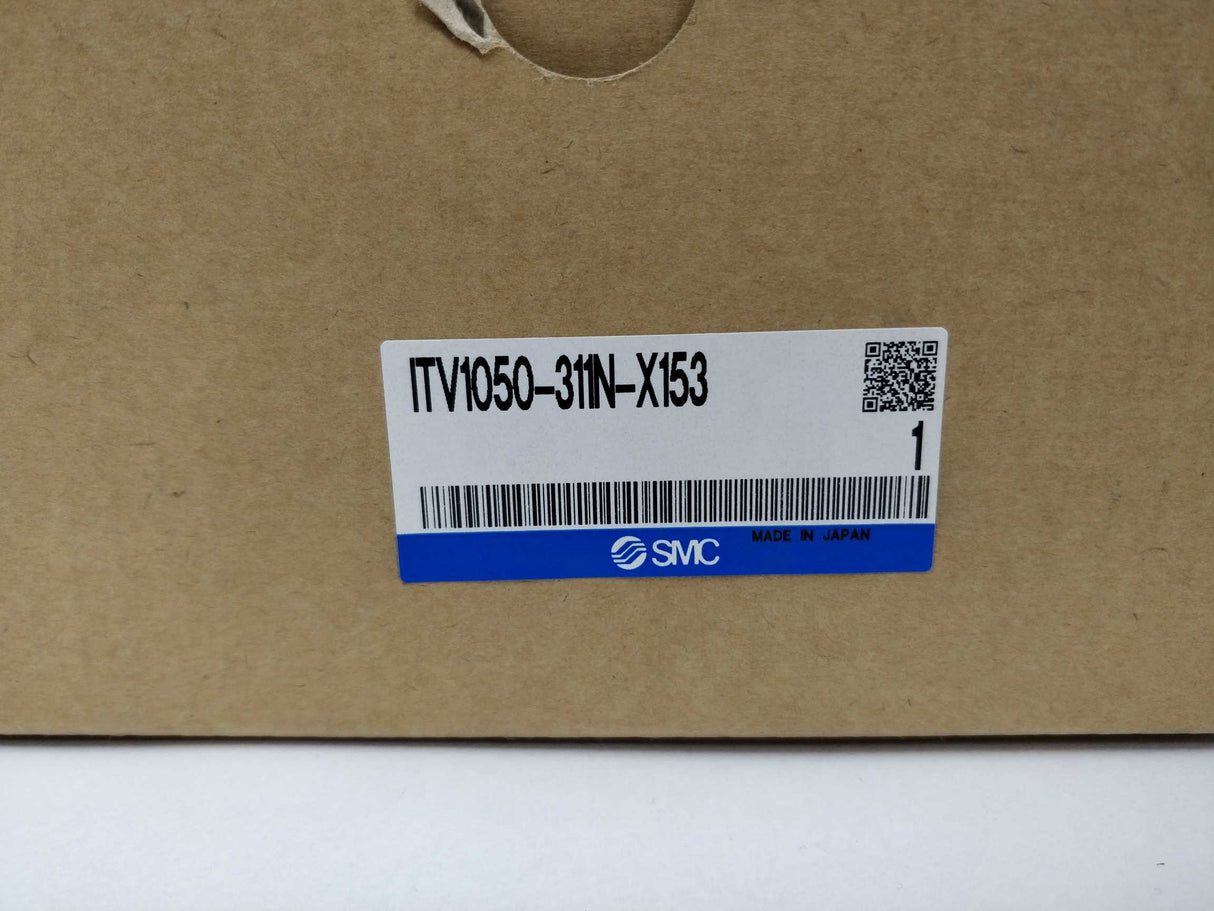 ITV1050-311N-X153
1
SMC MADE IN JAPAN